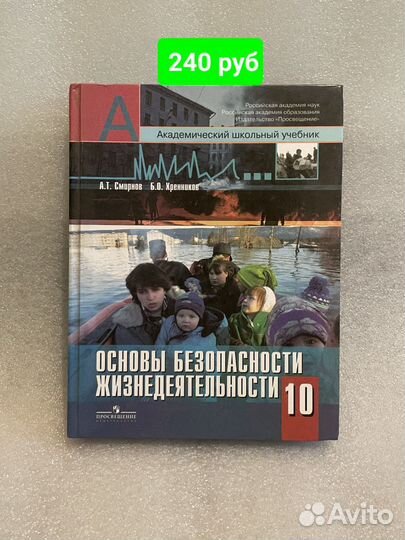 240 руб
Российская академия наук
Российская академия образования
Издательство «Просвещение»
А
Академический школьный учебник
А.Т. Смирнов Б.О. Хренников
ОСНОВЫ БЕЗОПАСНОСТИ
ЖИЗНЕДЕЯТЕЛЬНОСТИ 10
ПРОСВЕЩЕНИЕ
ИЗДАТЕЛЬСТВО
Avito